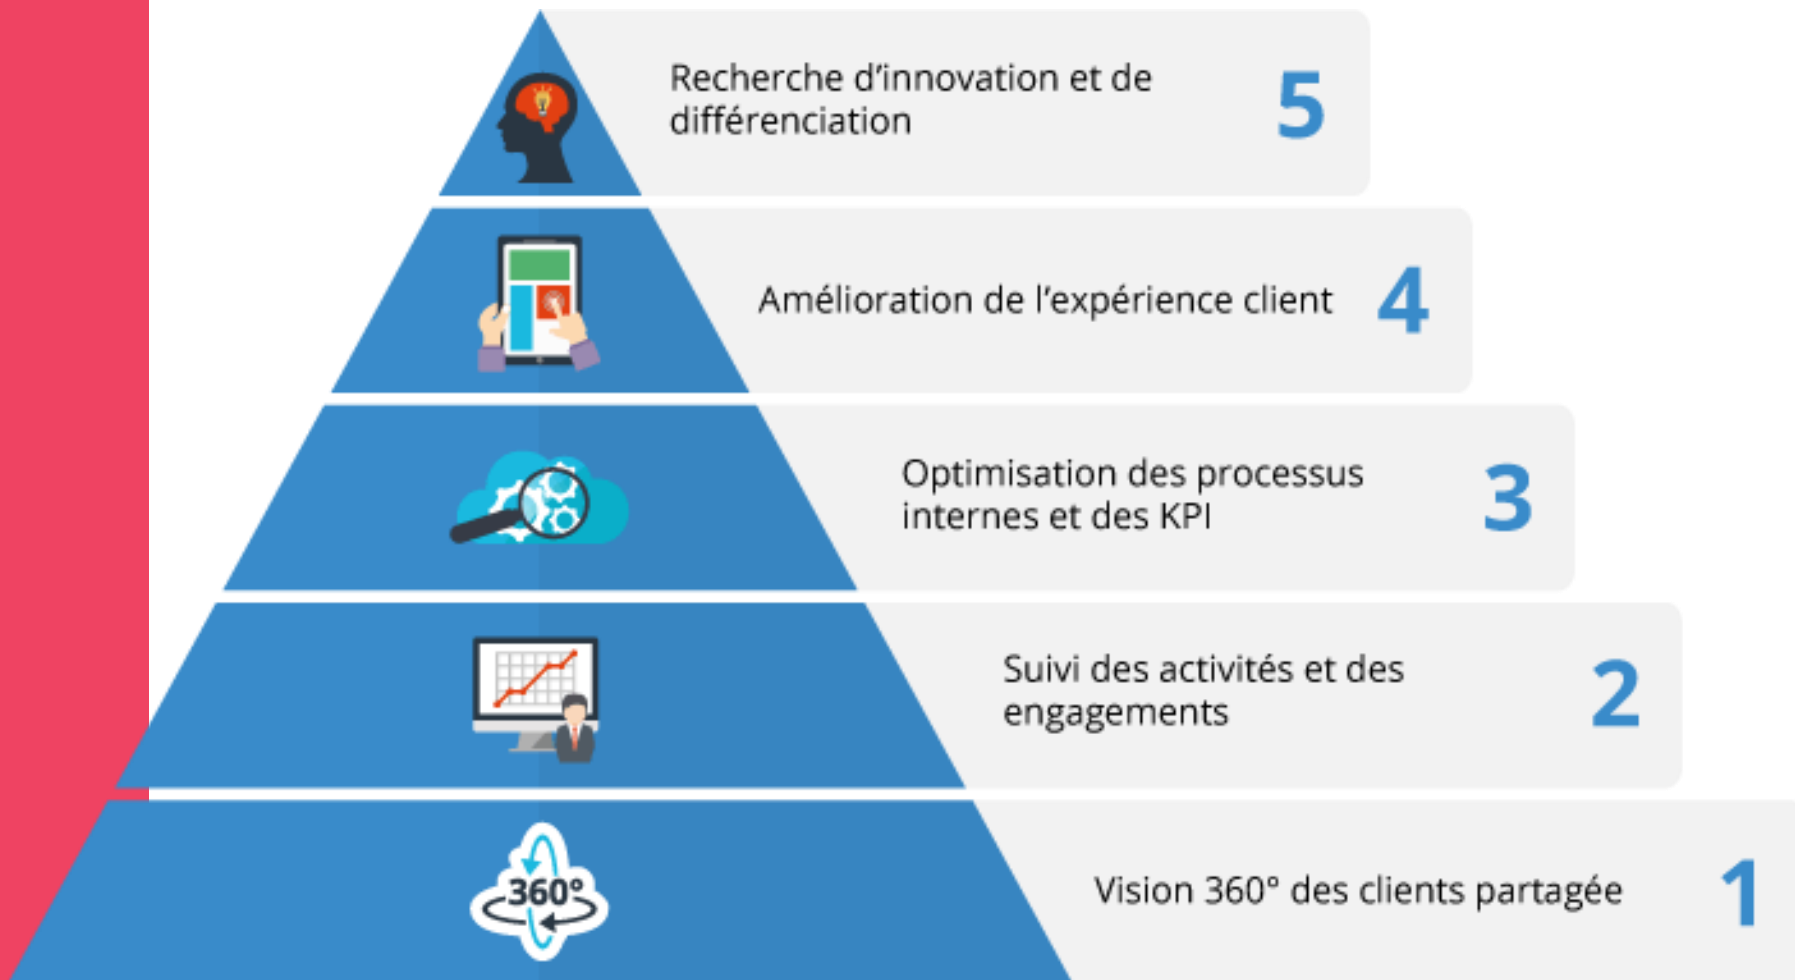 Recherche d’innovation et de
différenciation
5
Amélioration de l’expérience client
4
Optimisation des processus
internes et des KPI
3
Suivi des activités et des
engagements
2
360°
Vision 360° des clients partagée
1